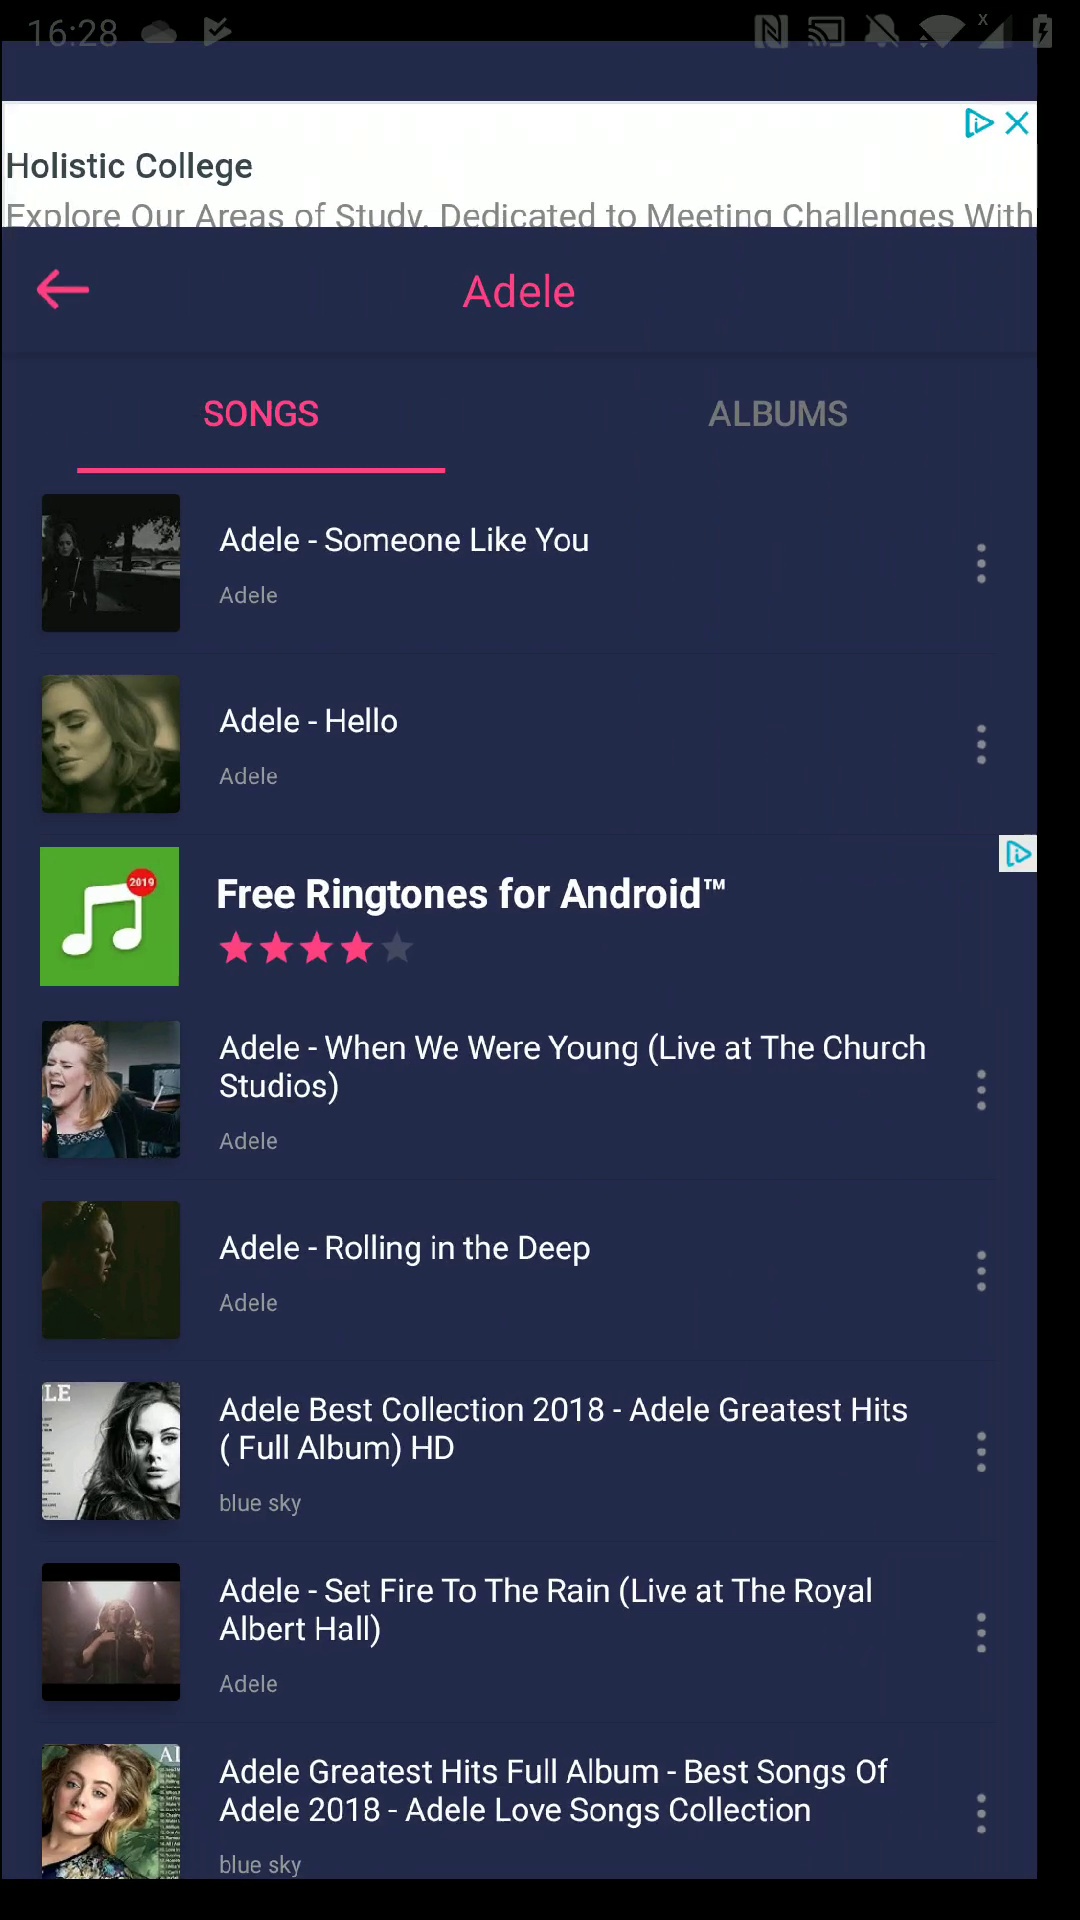 16:28
x
Holistic College
Explore Our Areas of Study. Dedicated to Meeting Challenges With
Adele
SONGS
ALBUMS
Adele - Someone Like You
Adele
Adele - Hello
Adele
2019
Free Ringtones for Android™
Adele - When We Were Young (Live at The Church
Studios)
Adele
Adele - Rolling in the Deep
Adele
LE
Adele Best Collection 2018 - Adele Greatest Hits
( Full Album) HD
blue sky
Adele - Set Fire To The Rain (Live at The Royal
Albert Hall)
Adele
Adele Greatest Hits Full Album - Best Songs Of
Adele 2018 - Adele Love Songs Collection
blue sky